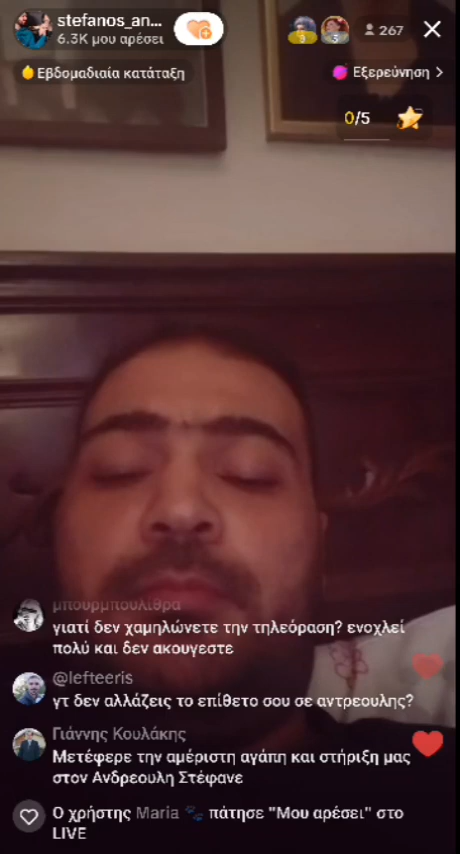 stefanos_an...
6.3K μου αρέσει
267
Εβδομαδιαία κατάταξη
Εξερεύνηση >
0/5
μπουρμπουλιθρα
γιατί δεν χαμηλώνετε την τηλεόραση? ενοχλεί
πολύ και δεν ακουγεστε
@lefteeris
γτ δεν αλλάζεις το επίθετο σου σε αντρεουλης?
Γιάννης Κουλάκης
Μετέφερε την αμέριστη αγάπη και στήριξη μας
στον Ανδρεουλη Στέφανε
Ο χρήστης Maria 🐾 πάτησε "Μου αρέσει" στο
LIVE